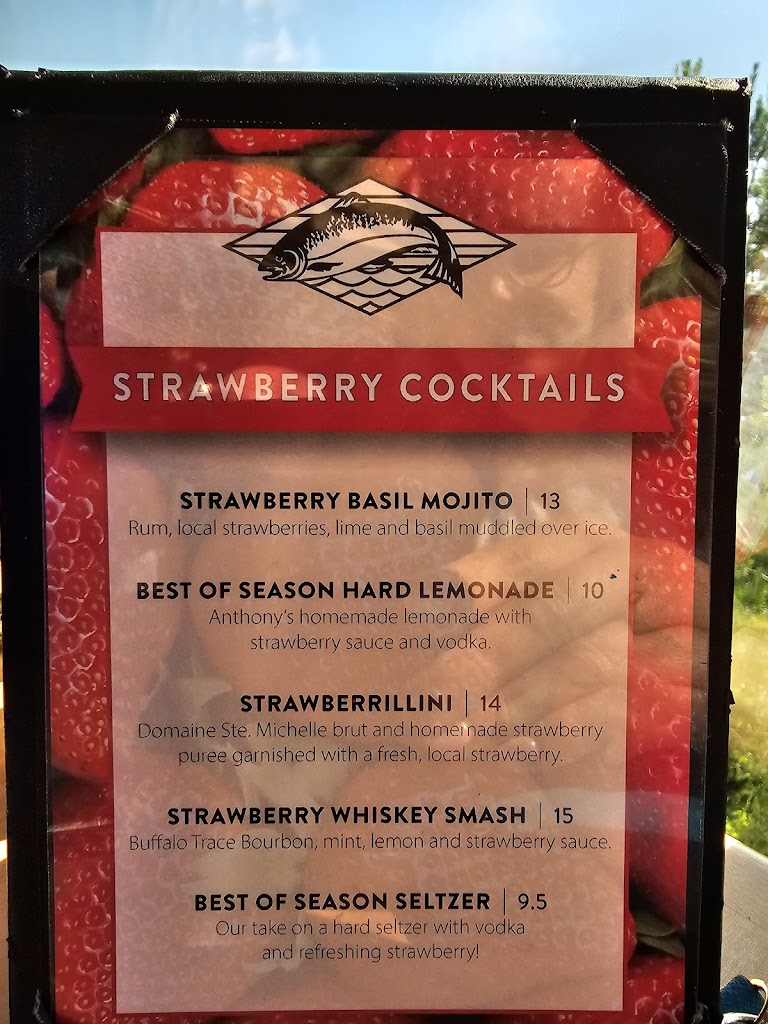 STRAWBERRY COCKTAILS
STRAWBERRY BASIL MOJITO | 13
Rum, local strawberries, lime and basil muddled over ice.
BEST OF SEASON HARD LEMONADE | 10
Anthony's homemade lemonade with
strawberry sauce and vodka.
STRAWBERRILLINI | 14
Domaine Ste. Michelle brut and homemade strawberry
puree garnished with a fresh, local strawberry.
STRAWBERRY WHISKEY SMASH | 15
Buffalo Trace Bourbon, mint, lemon and strawberry sauce.
BEST OF SEASON SELTZER | 9.5
Our take on a hard seltzer with vodka
and refreshing strawberry!